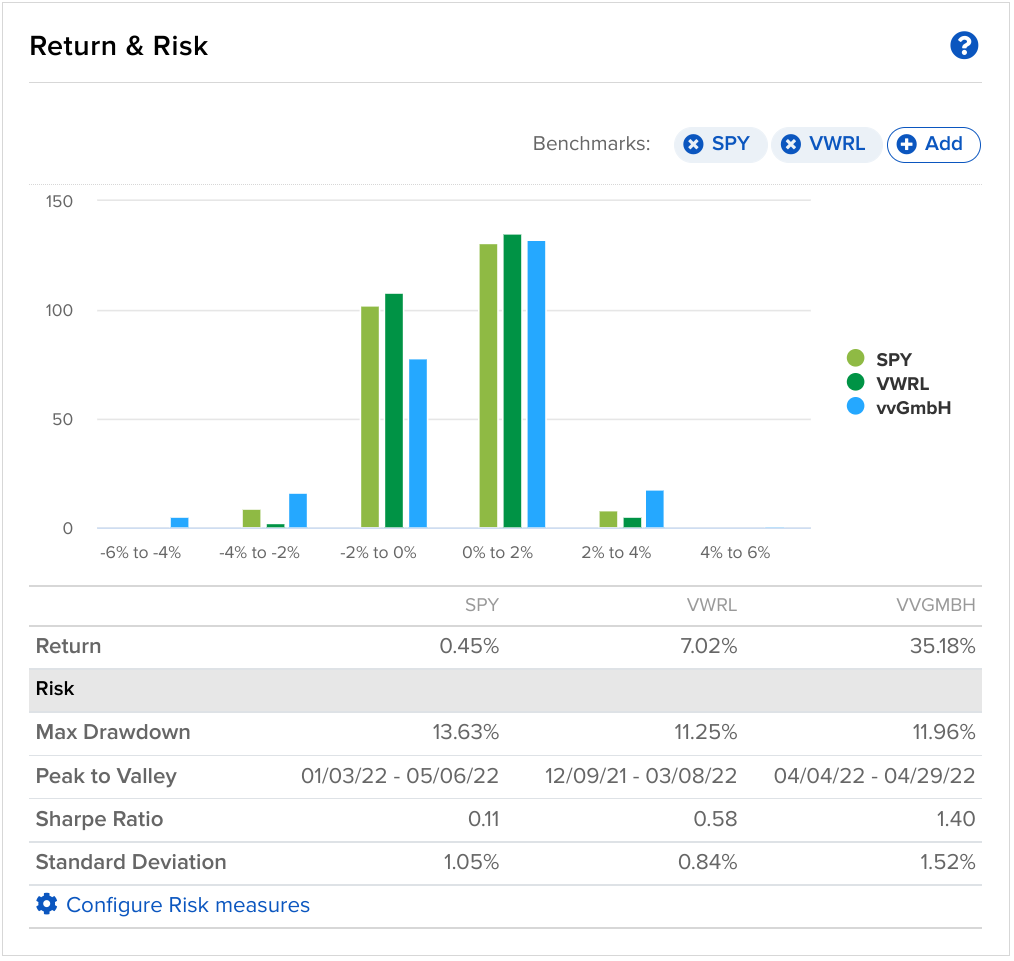 Return & Risk
?
Benchmarks: SPY VWRL Add
150
100
50
0
SPY
VWRL
vvGmbH
-6% to -4% -4% to -2% -2% to 0% 0% to 2% 2% to 4% 4% to 6%
SPY VWRL VVGMBH
Return 0.45% 7.02% 35.18%
Risk
Max Drawdown 13.63% 11.25% 11.96%
Peak to Valley 01/03/22 - 05/06/22 12/09/21 - 03/08/22 04/04/22 - 04/29/22
Sharpe Ratio 0.11 0.58 1.40
Standard Deviation 1.05% 0.84% 1.52%
Configure Risk measures